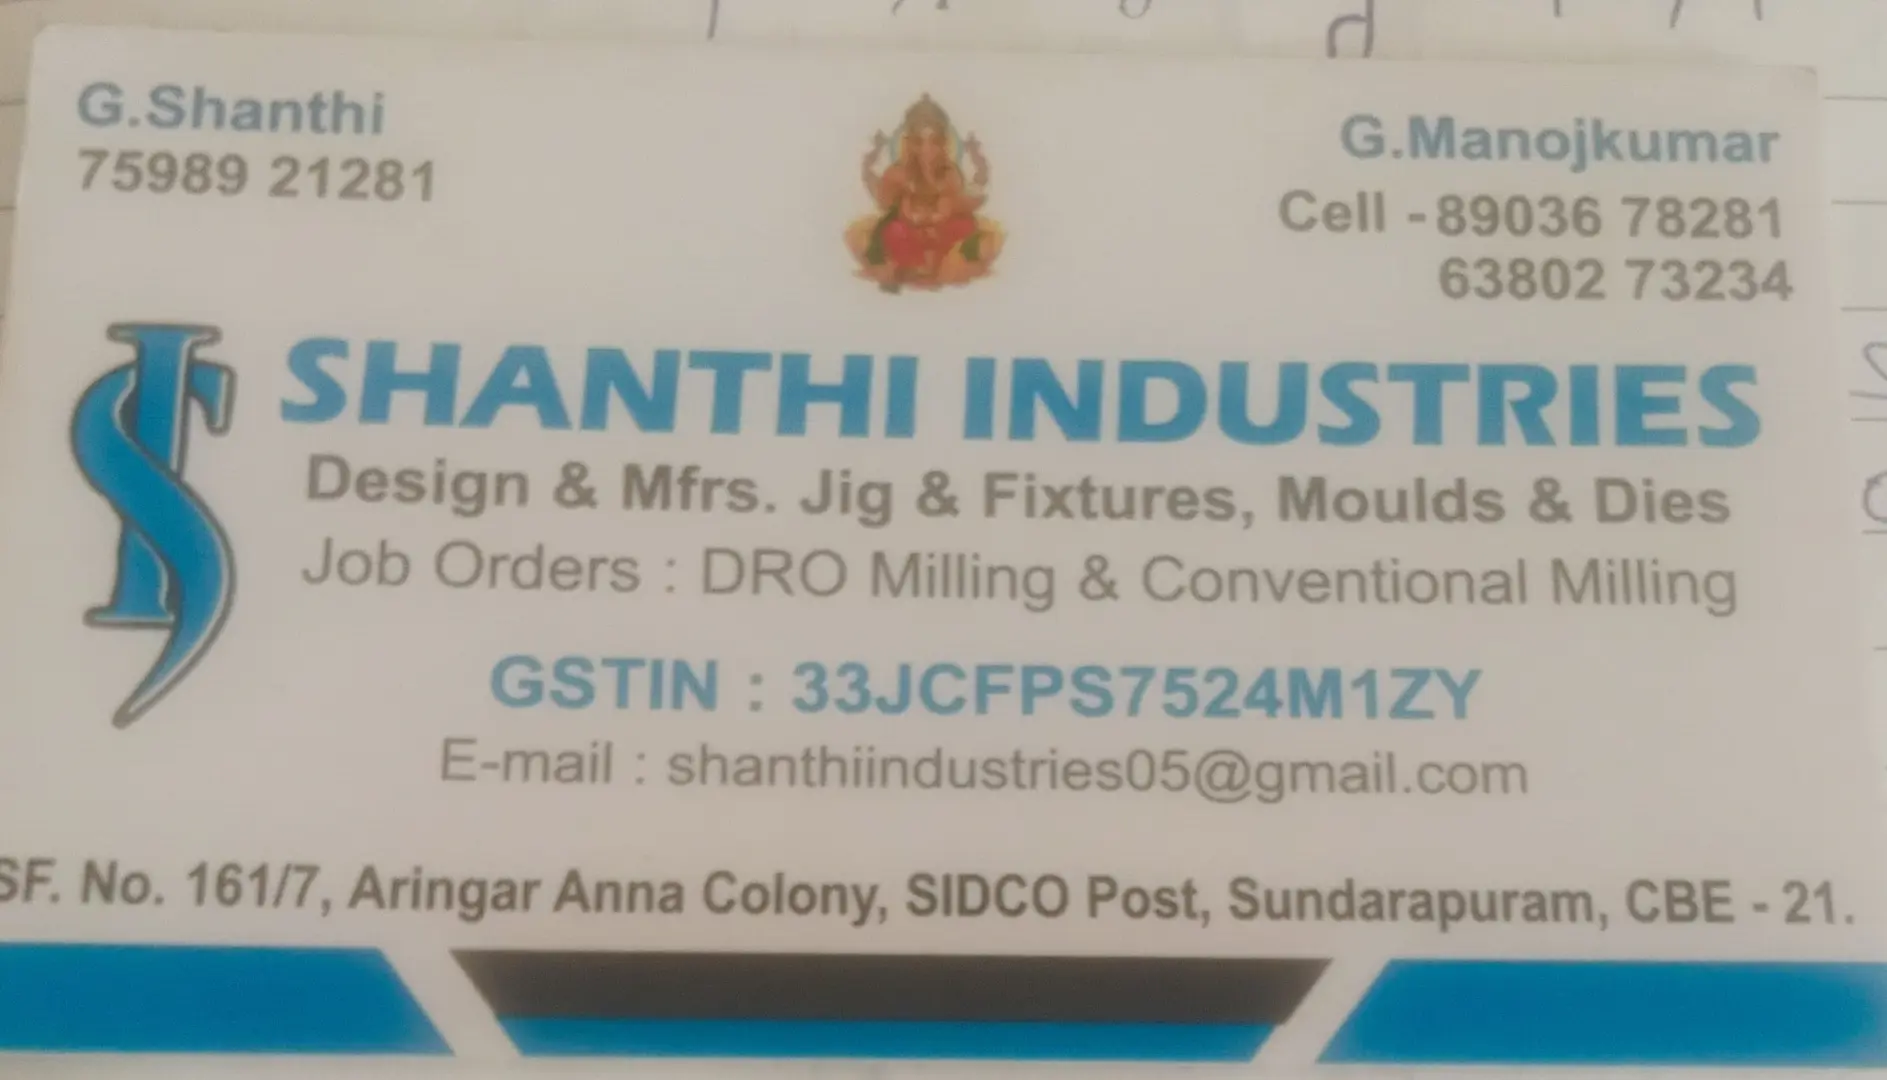 G.Shanthi
75989 21281
G.Manojkumar
Cell - 89036 78281
63802 73234
SHANTHI INDUSTRIES
Design & Mfrs. Jig & Fixtures, Moulds & Dies
Job Orders : DRO Milling & Conventional Milling
GSTIN : 33JCFPS7524M1ZY
E-mail : shanthiindustries05@gmail.com
SF. No. 161/7, Aringar Anna Colony, SIDCO Post, Sundarapuram, CBE - 21.